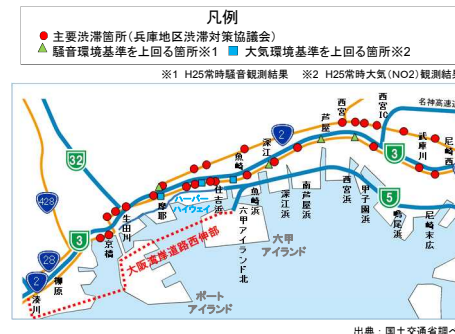 凡例
主要渋滞箇所(兵庫地区渋滞対策協議会)
騒音環境基準を上回る箇所※1 大気環境基準を上回る箇所※2
※1 H25常時騒音観測結果 ※2 H25常時大気(NO2)観測結
西宮
西宮IC
名神高速道
芦屋
2
深江
武庫川
尼崎西
3
32
魚崎
住吉浜
摩耶
ハーバー
ハイウェイ
5
428
生田川
魚崎浜
深江浜
南芦屋浜
西宮浜
甲子園浜
鳴尾浜
尼崎末広
六甲アイランド北
3
京橋
28
六甲
アイランド
大阪湾岸道路西伸部
2
柳原
湊川
ポート
アイランド
出典:国土交通省調べ